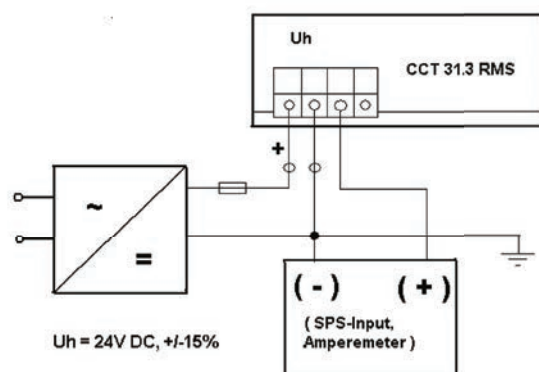 Uh
CCT 31.3 RMS
+
~
=
( - ) ( + )
( SPS-Input,
Amperemeter )
Uh = 24V DC, +/-15%